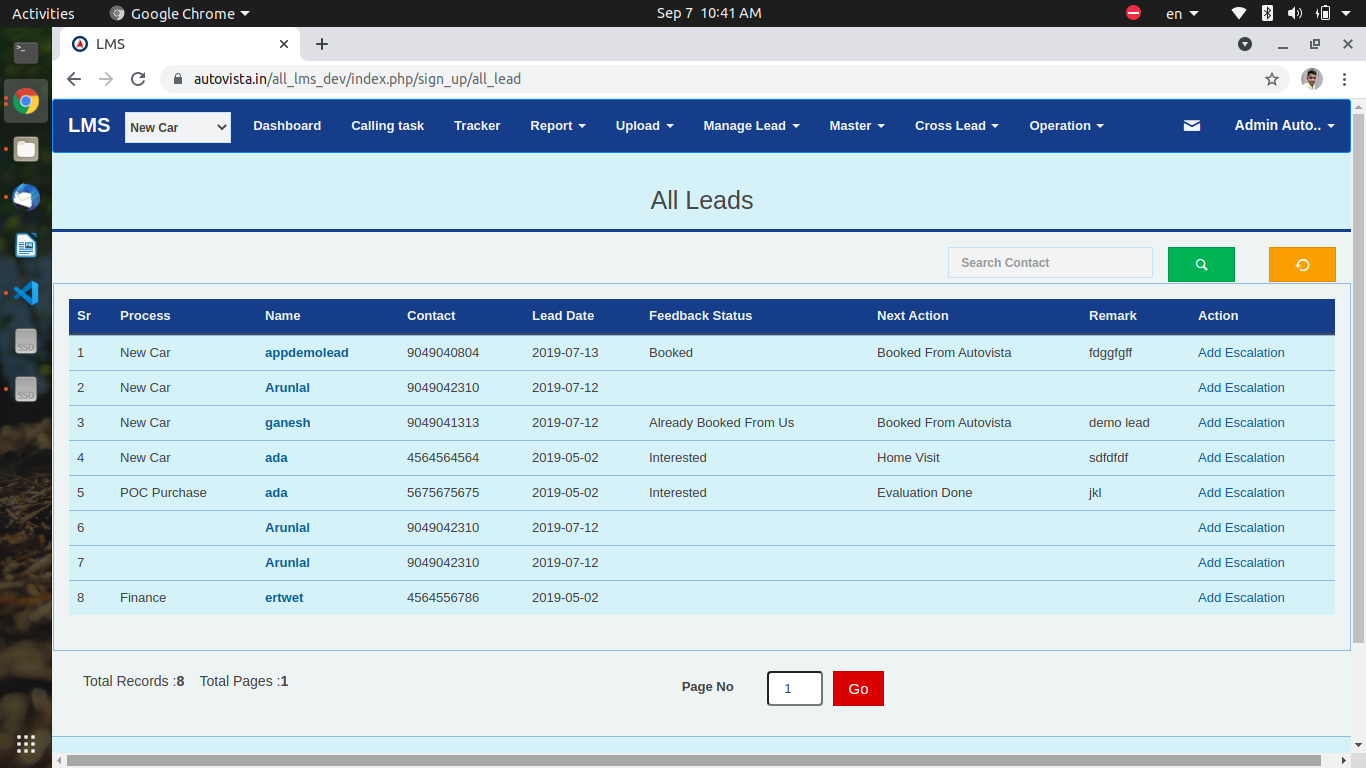 Activities Google Chrome Sep 7 10:41 AM en
LMS
autovista.in/all_lms_dev/index.php/sign_up/all_lead
LMS New Car Dashboard Calling task Tracker Report Upload Manage Lead Master Cross Lead Operation Admin Auto..
All Leads
Search Contact
Sr Process Name Contact Lead Date Feedback Status Next Action Remark Action
1 New Car appdemolead 9049040804 2019-07-13 Booked Booked From Autovista fdggfgff Add Escalation
2 New Car Arunlal 9049042310 2019-07-12 Add Escalation
3 New Car ganesh 9049041313 2019-07-12 Already Booked From Us Booked From Autovista demo lead Add Escalation
4 New Car ada 4564564564 2019-05-02 Interested Home Visit sdfdfdf Add Escalation
5 POC Purchase ada 5675675675 2019-05-02 Interested Evaluation Done jkl Add Escalation
6 Arunlal 9049042310 2019-07-12 Add Escalation
7 Arunlal 9049042310 2019-07-12 Add Escalation
8 Finance ertwet 4564556786 2019-05-02 Add Escalation
Total Records :8 Total Pages :1 Page No 1 Go
SSD
SSD